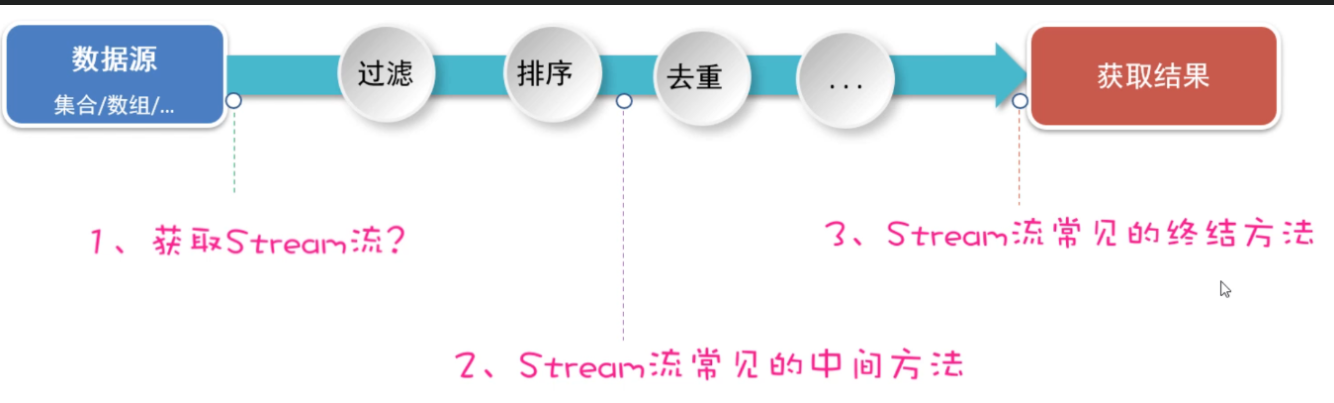 数据源
集合/数组/...
过滤
排序
去重
...
获取结果
1、获取Stream流?
3、Stream流常见的终结方法
2、Stream流常见的中间方法